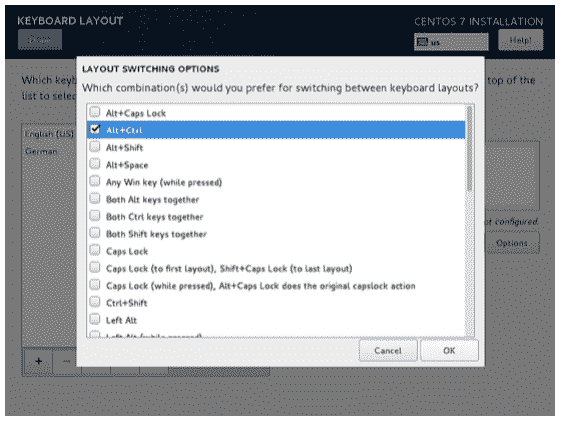 KEYBOARD LAYOUT
CENTOS 7 INSTALLATION
Done
us
Help!
Which keyb
top of the
list to selec
LAYOUT SWITCHING OPTIONS
Which combination(s) would you prefer for switching between keyboard layouts?
English (US)
German
Alt+Caps Lock
Alt+Ctrl
Alt+Shift
Alt+Space
Any Win key (while pressed)
Both Alt keys together
Both Ctrl keys together
Both Shift keys together
Caps Lock
Caps Lock (to first layout), Shift+Caps Lock (to last layout)
Caps Lock (while pressed), Alt+Caps Lock does the original capslock action
Ctrl+Shift
Left Alt
Left Alt (while pressed)
ot configured.
Options
+
−
Cancel
OK